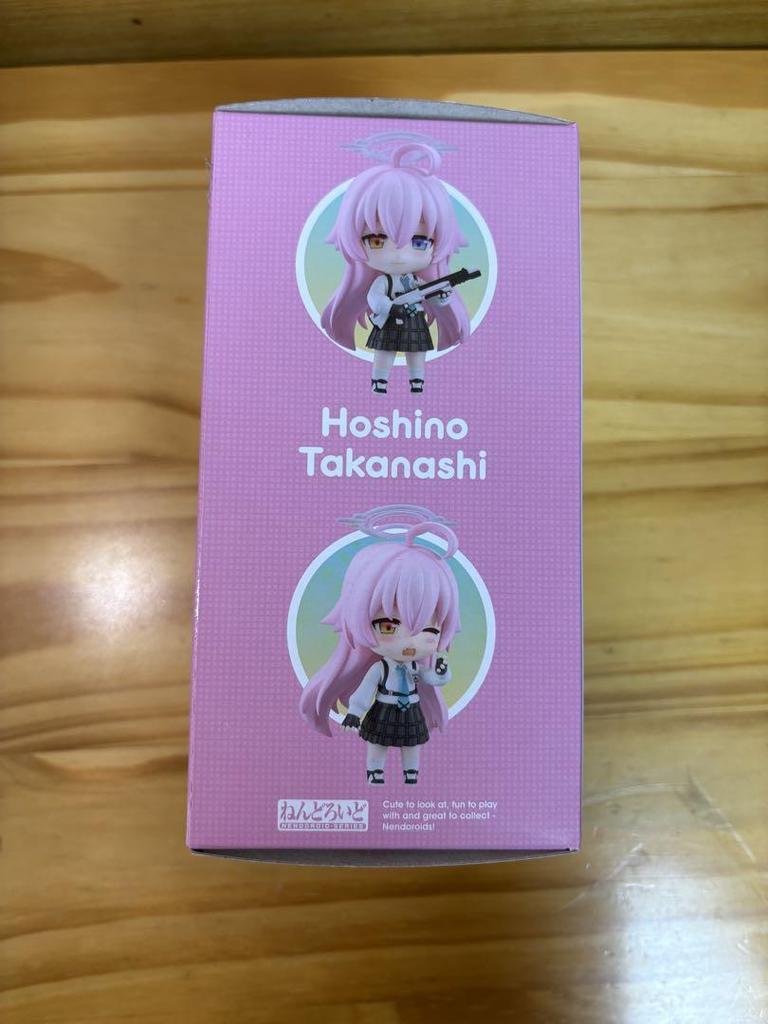 Hoshino
Takanashi
ねんどろいど
NENDOROID-SERIES
Cute to look at, fun to play
with and great to collect -
Nendoroids!